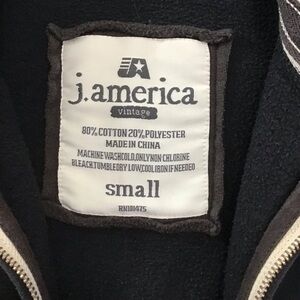 j.america
vintage
80% COTTON 20% POLYESTER
MADE IN CHINA
MACHINE WASH COLD, ONLY NON CHLORINE
BLEACH TUMBLE DRY LOW, COOL IRON IF NEEDED
small
RN101475